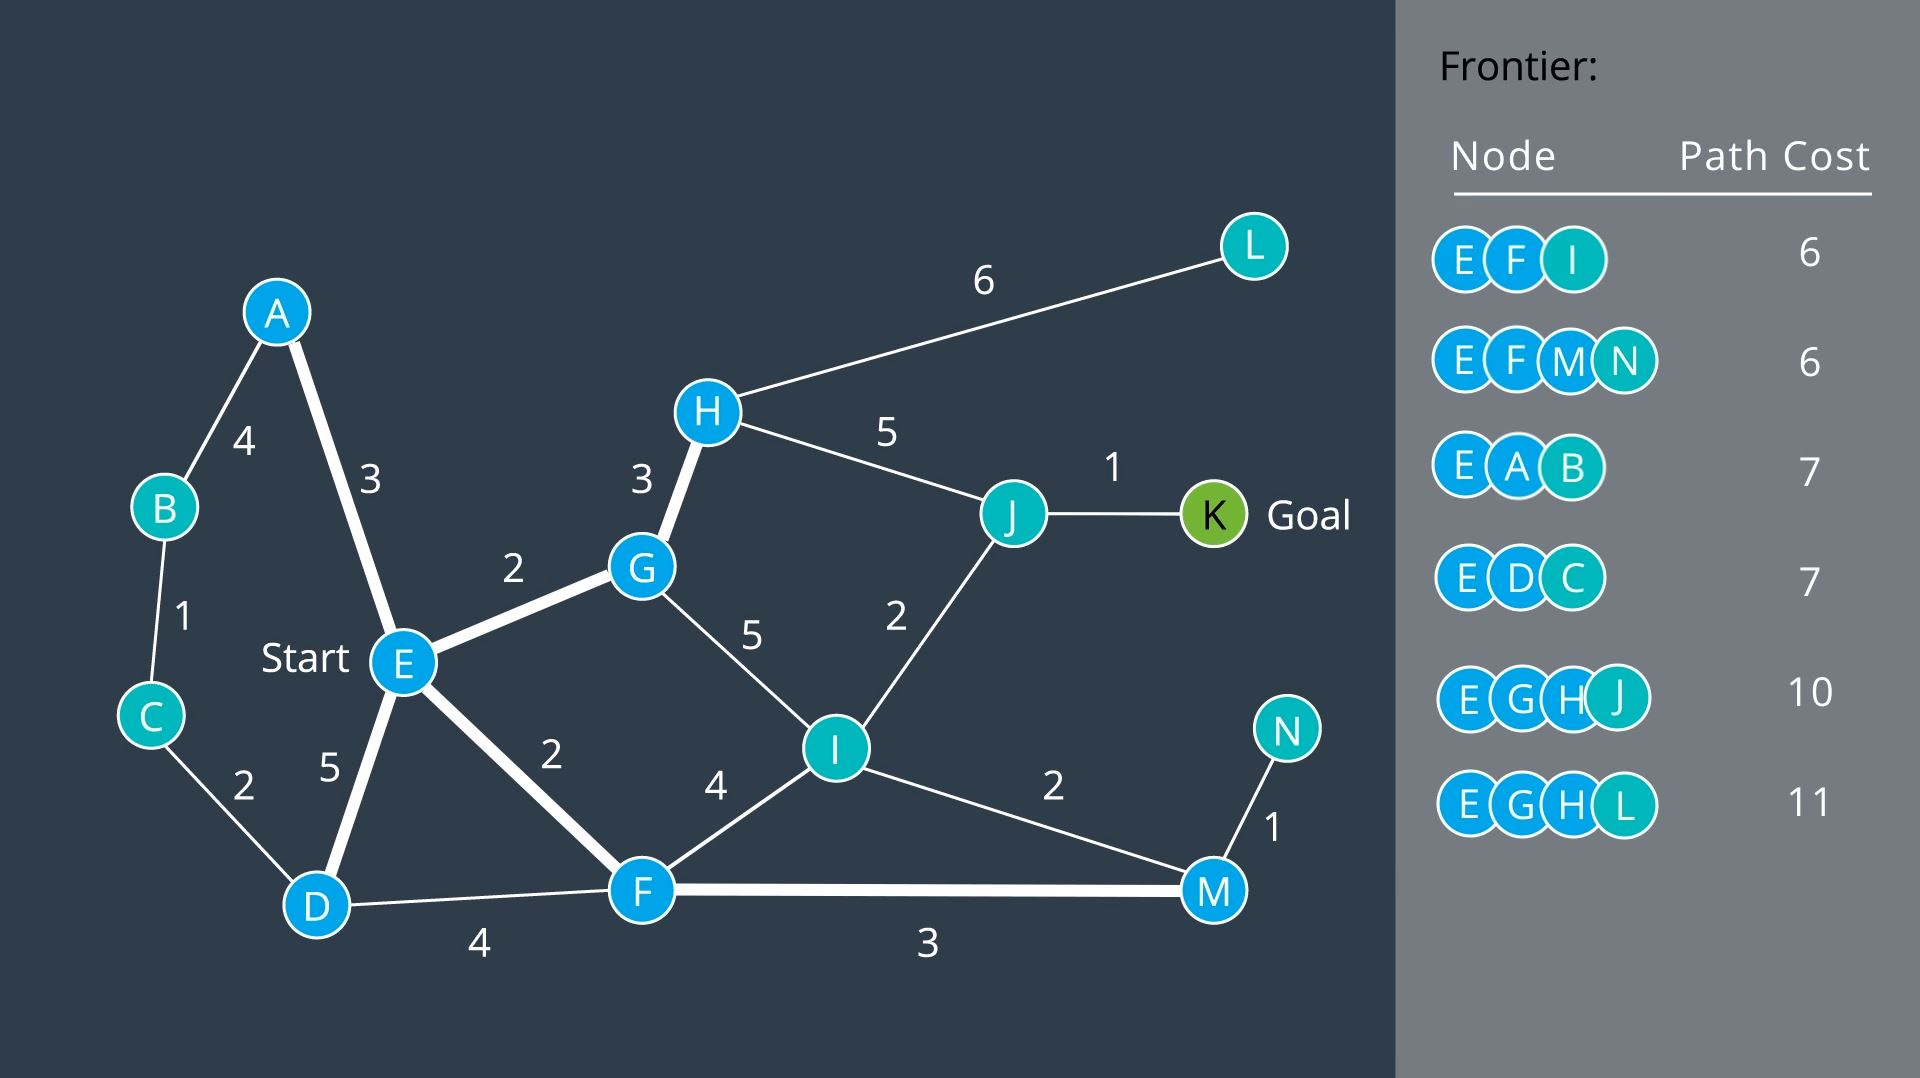 Frontier:
Node Path Cost
E F I 6
E F M N 6
E A B 7
E D C 7
E G H J 10
E G H L 11
L
6
A
H
4
5
3
3
1
B
J
K Goal
2
G
1
5
2
Start E
C
N
I
5
2
2
4
2
1
D
F
M
4
3